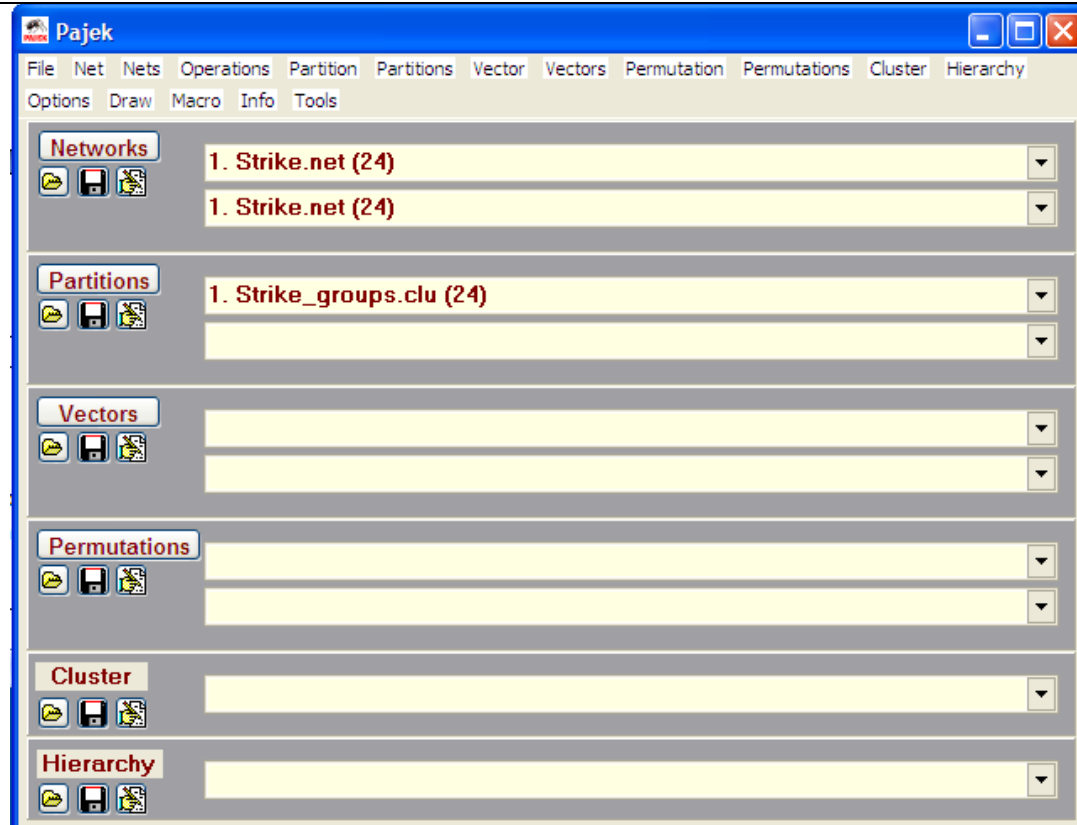 Pajek
File Net Nets Operations Partition Partitions Vector Vectors Permutation Permutations Cluster Hierarchy
Options Draw Macro Info Tools
Networks
1. Strike.net (24)
1. Strike.net (24)
Partitions
1. Strike_groups.clu (24)
Vectors
Permutations
Cluster
Hierarchy